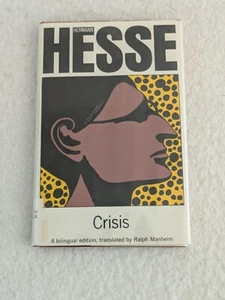 HERMANN
HESSE
Crisis
A bilingual edition, translated by Ralph Manheim